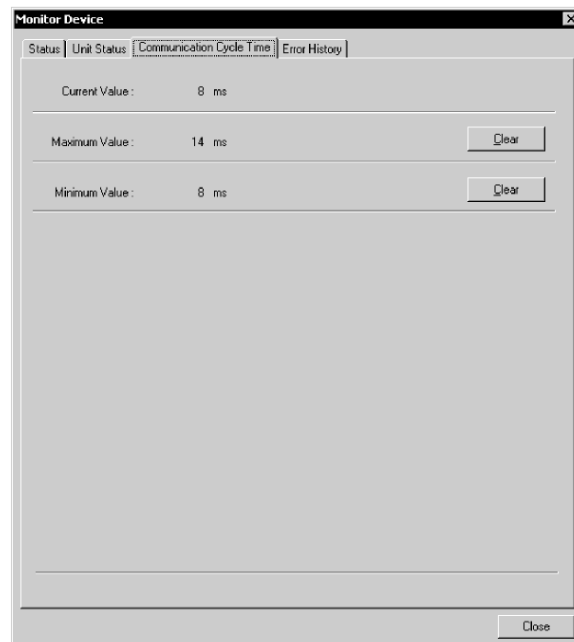 Monitor Device
Status Unit Status Communication Cycle Time Error History
Current Value : 8 ms
Maximum Value : 14 ms Clear
Minimum Value : 8 ms Clear
Close